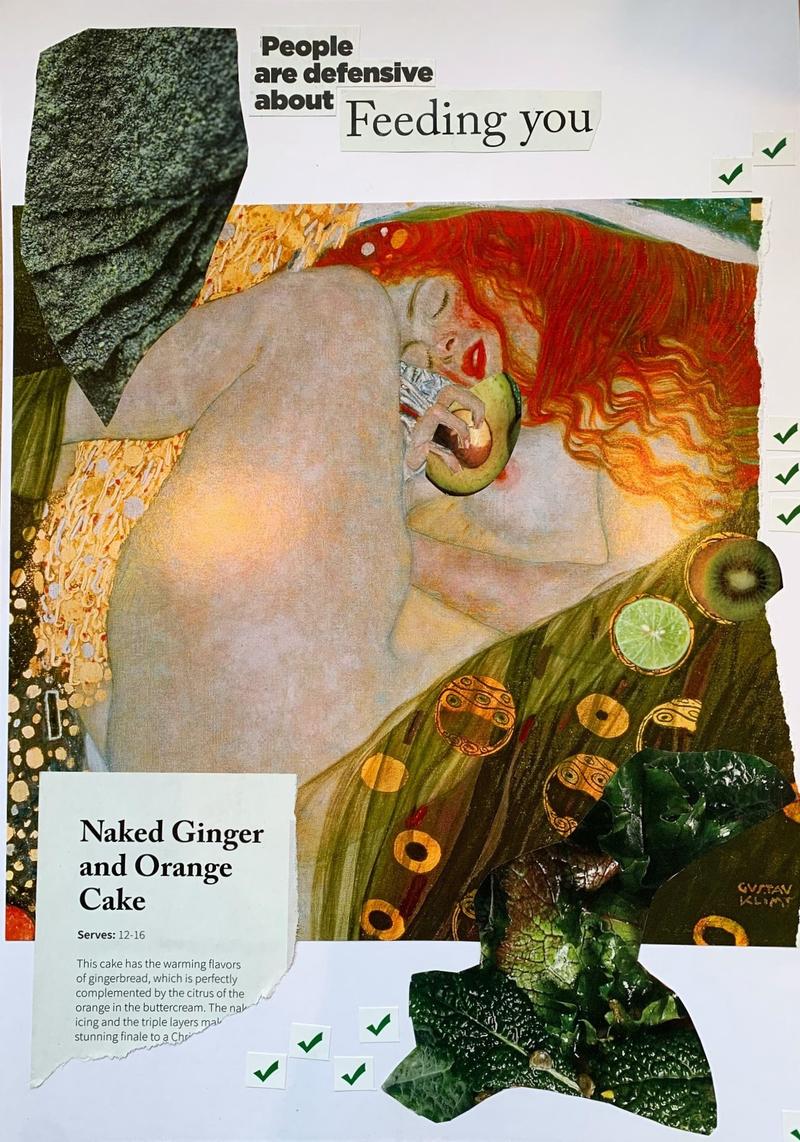 People
are defensive
about
Feeding you
Naked Ginger
and Orange
Cake
Serves: 12-16
This cake has the warming flavors
of gingerbread, which is perfectly
complemented by the citrus of the
orange in the buttercream. The
icing and the triple layers
stunning finale to a
GUSTAV
KLIMT